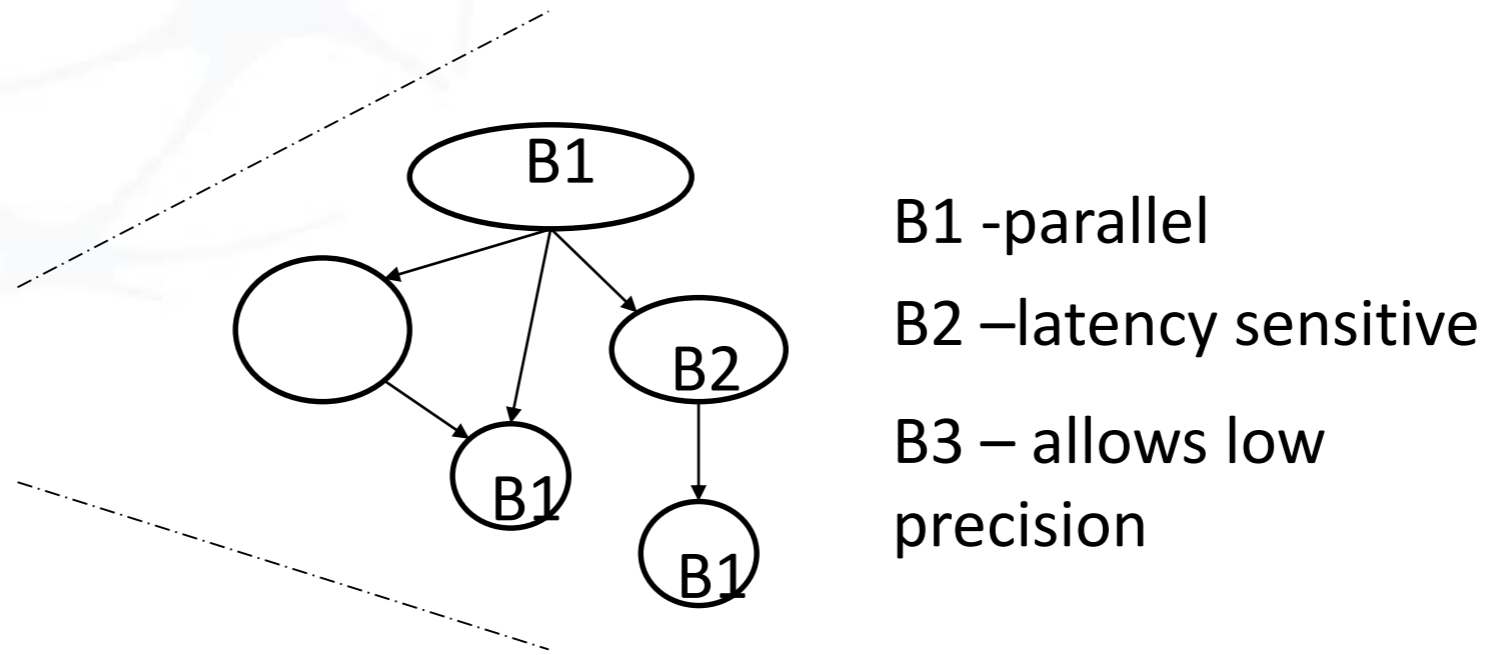 B1
B1 -parallel
B2 –latency sensitive
B2
B3 – allows low
precision
B1
B1